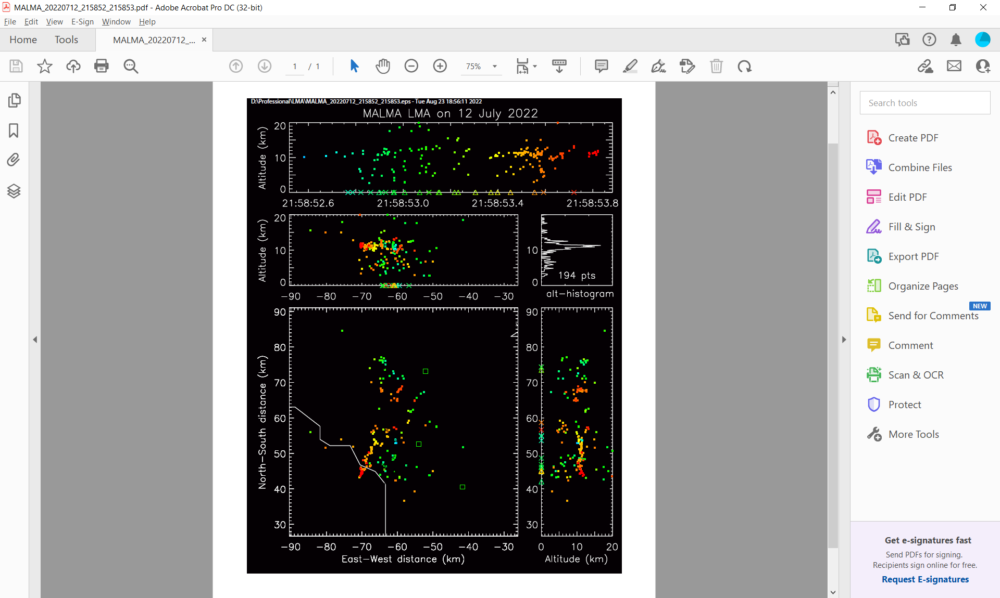 MALMA_20220712_215852_215853.pdf - Adobe Acrobat Pro DC (32-bit)
File Edit View E-Sign Window Help
Home Tools MALMA_20220712_... ×
1 / 1 75%
D:\Professional\LMA\MALMA_20220712_215852_215853.eps - Tue Aug 23 18:56:11 2022
MALMA LMA on 12 July 2022
Altitude (km)
20
10
0
21:58:52.6 21:58:53.0 21:58:53.4 21:58:53.8
Altitude (km)
20
10
0
−90 −80 −70 −60 −50 −40 −30
10
0
194 pts
alt−histogram
North−South distance (km)
90
80
70
60
50
40
30
−90 −80 −70 −60 −50 −40 −30
East−West distance (km)
90
80
70
60
50
40
30
0 10 20
Altitude (km)
Search tools
Create PDF
Combine Files
Edit PDF
Fill & Sign
Export PDF
Organize Pages
NEW
Send for Comments
Comment
Scan & OCR
Protect
More Tools
Get e-signatures fast
Send PDFs for signing.
Recipients sign online for free.
Request E-signatures